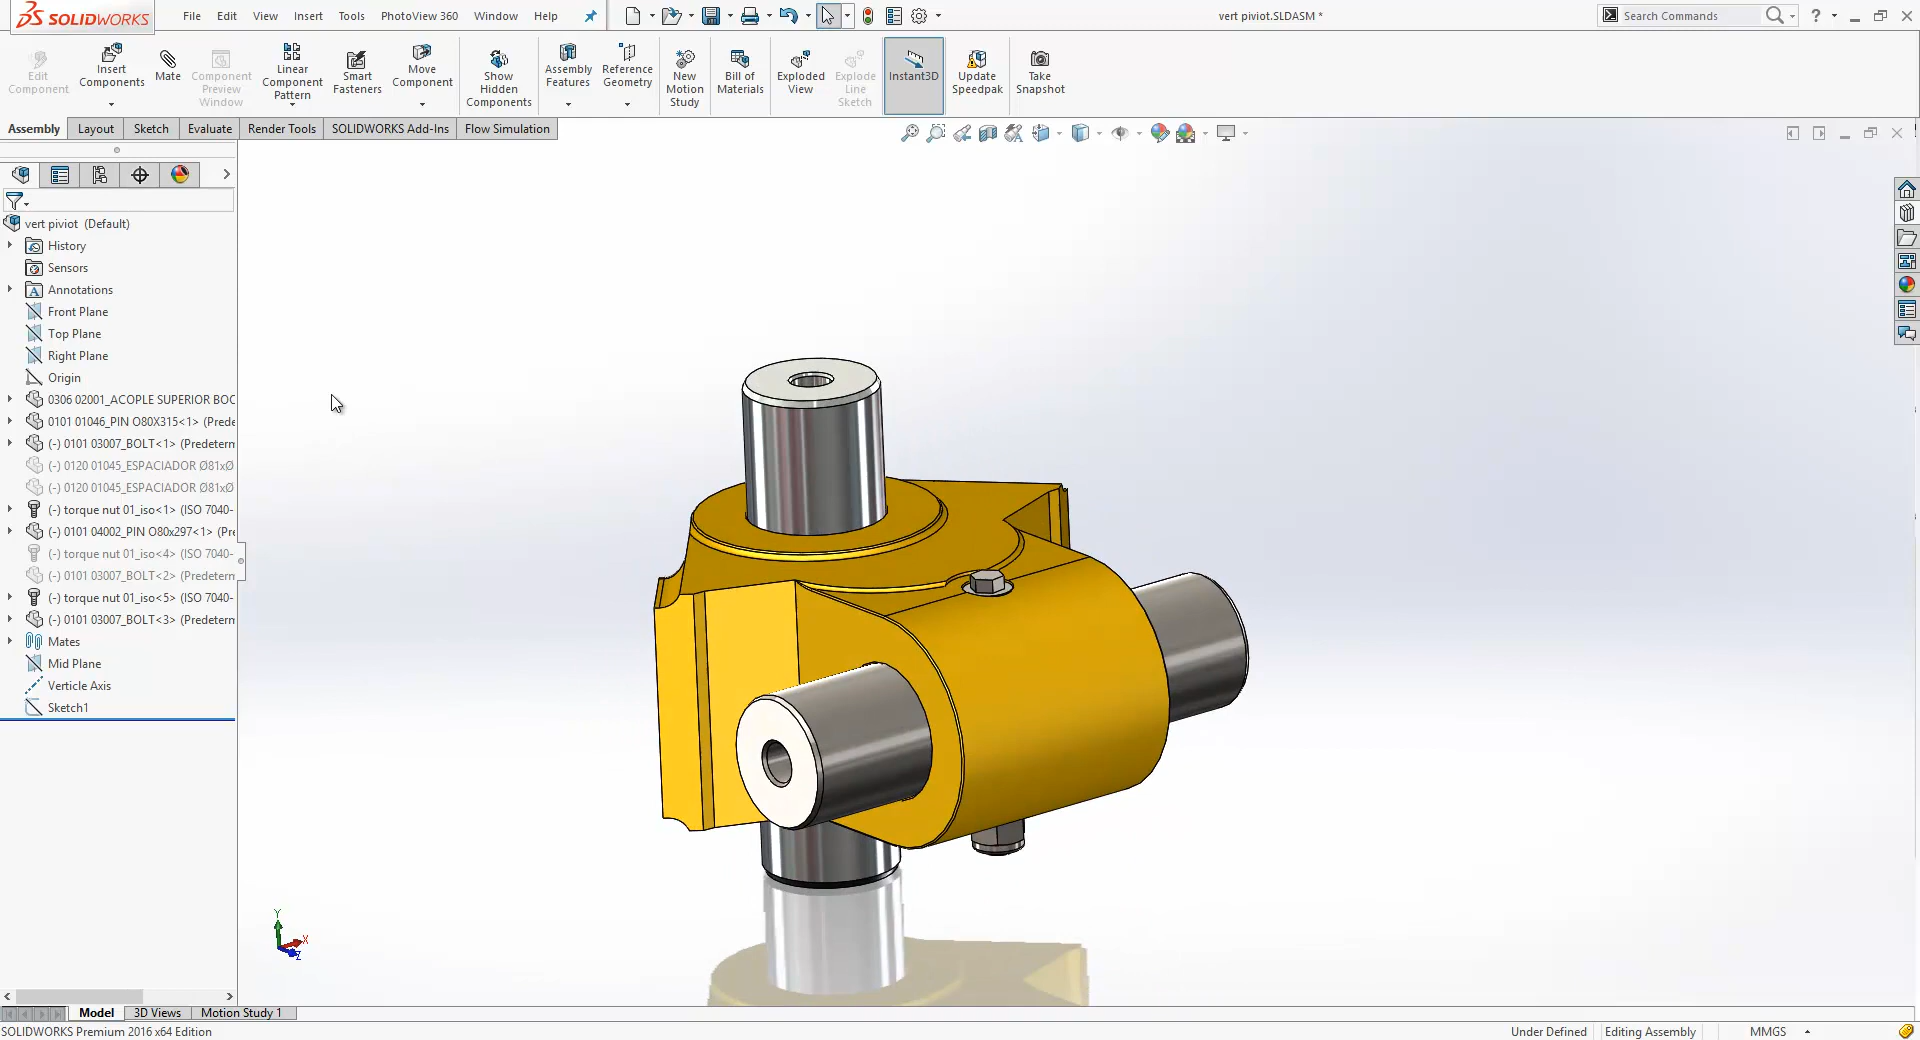 SOLIDWORKS
File Edit View Insert Tools PhotoView 360 Window Help
vert piviot.SLDASM *
Search Commands
?
Edit Component
Insert Components
Mate
Component Preview Window
Linear Component Pattern
Smart Fasteners
Move Component
Show Hidden Components
Assembly Features
Reference Geometry
New Motion Study
Bill of Materials
Exploded View
Explode Line Sketch
Instant3D
Update Speedpak
Take Snapshot
Assembly Layout Sketch Evaluate Render Tools SOLIDWORKS Add-Ins Flow Simulation
vert piviot (Default)
History
Sensors
A Annotations
Front Plane
Top Plane
Right Plane
Origin
0306 02001_ACOPLE SUPERIOR BOC
0101 01046_PIN O80X315<1> (Prede
(-) 0101 03007_BOLT<1> (Predetern
(-) 0120 01045_ESPACIADOR Ø81xØ
(-) 0120 01045_ESPACIADOR Ø81xØ
(-) torque nut 01_iso<1> (ISO 7040-
(-) 0101 04002_PIN O80x297<1> (Pre
(-) torque nut 01_iso<4> (ISO 7040-
(-) 0101 03007_BOLT<2> (Predetern
(-) torque nut 01_iso<5> (ISO 7040-
(-) 0101 03007_BOLT<3> (Predetern
Mates
Mid Plane
Verticle Axis
Sketch1
Y
X
Z
Model 3D Views Motion Study 1
SOLIDWORKS Premium 2016 x64 Edition
Under Defined Editing Assembly MMGS